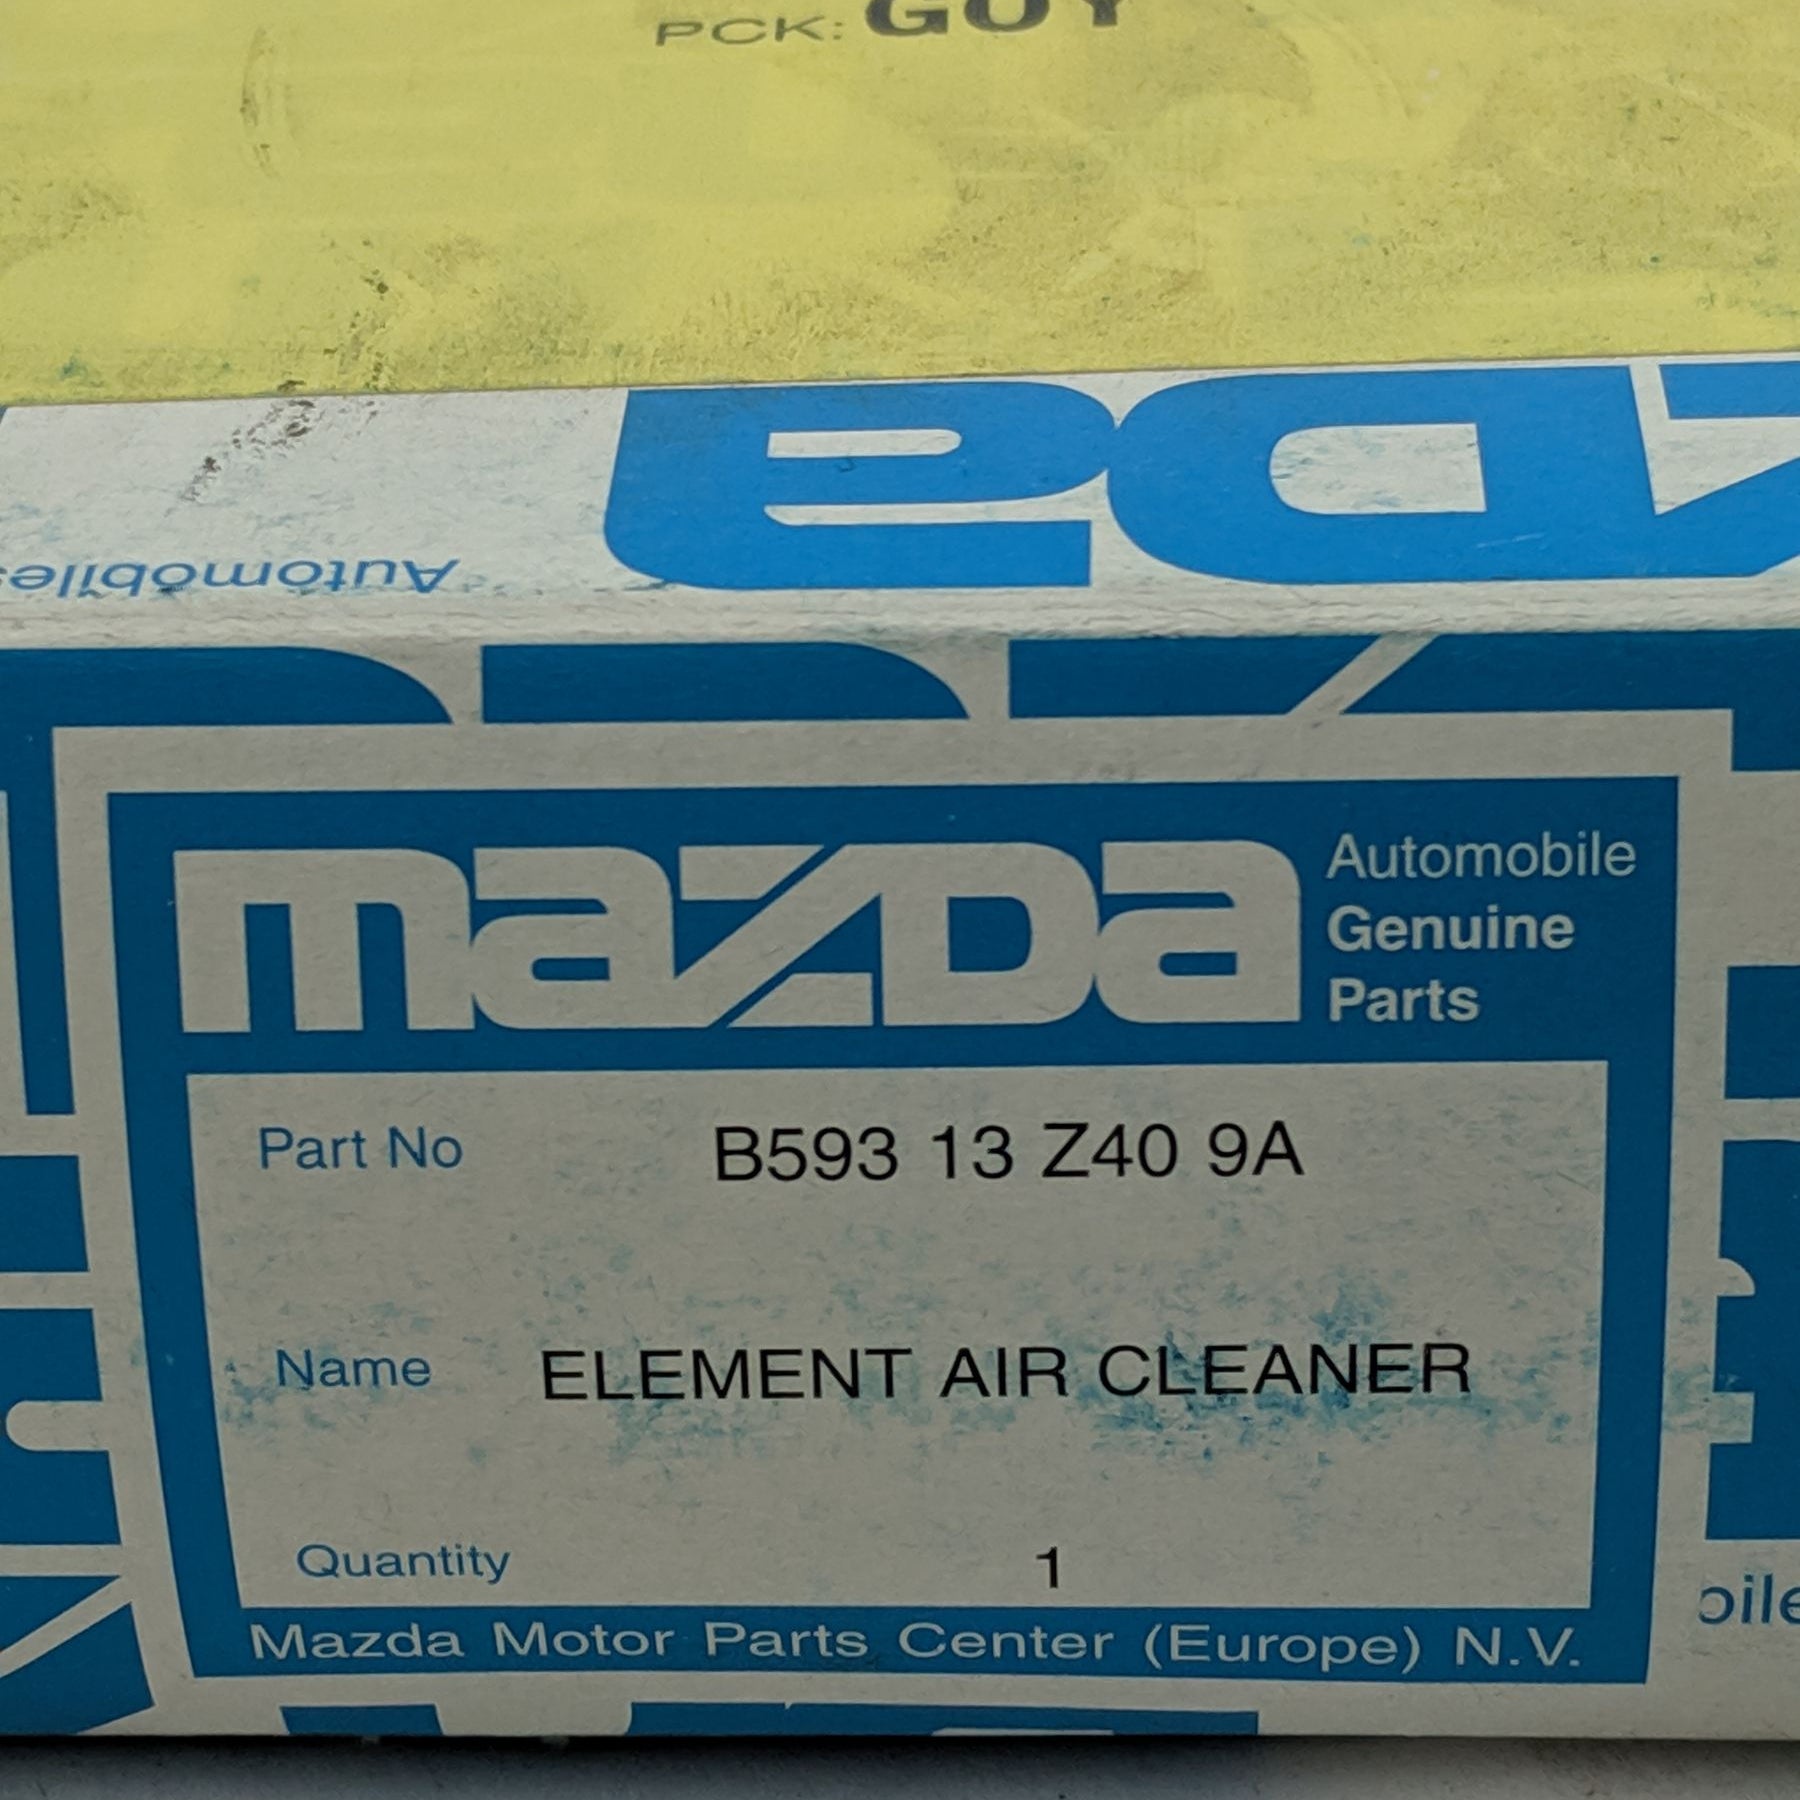 PCK: GUY
Automobiles
mazda
Automobile
Genuine
Parts
Part No B593 13 Z40 9A
Name ELEMENT AIR CLEANER
Quantity 1
Mazda Motor Parts Center (Europe) N.V.